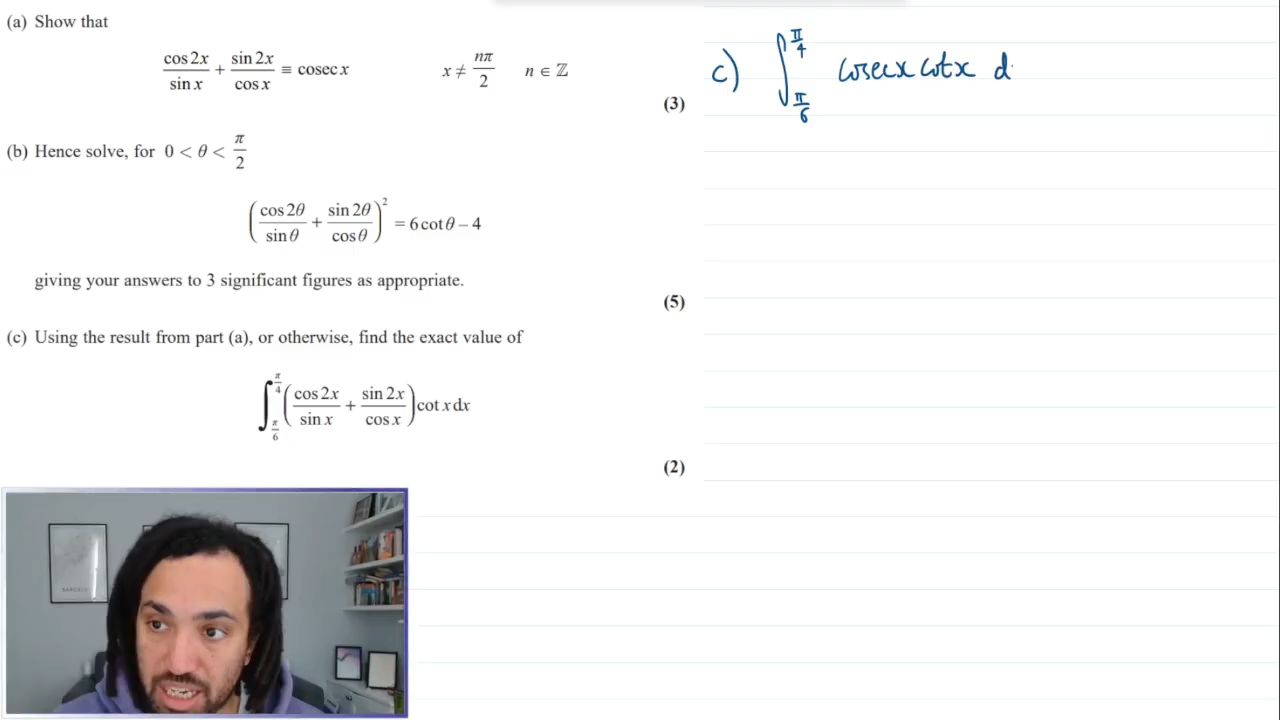 (a) Show that
cos 2x / sin x + sin 2x / cos x ≡ cosec x    x ≠ nπ/2    n ∈ ℤ
(3)
(b) Hence solve, for 0 < θ < π/2
(cos 2θ / sin θ + sin 2θ / cos θ)² = 6 cot θ – 4
giving your answers to 3 significant figures as appropriate.
(5)
(c) Using the result from part (a), or otherwise, find the exact value of
∫_{π/6}^{π/4} (cos 2x / sin x + sin 2x / cos x) cot x dx
(2)
c) ∫_{π/6}^{π/4} cosecx cotx d